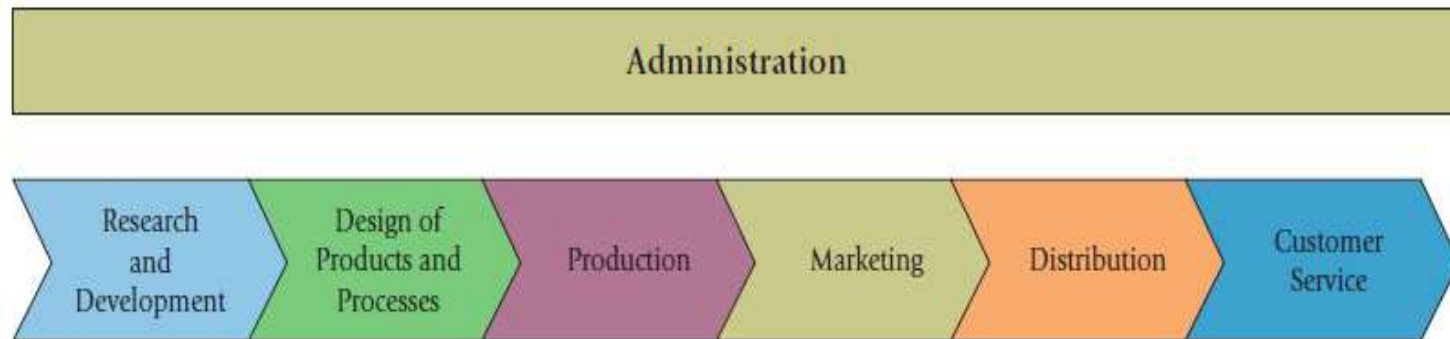 Administration
Research
and
Development
Design of
Products and
Processes
Production
Marketing
Distribution
Customer
Service